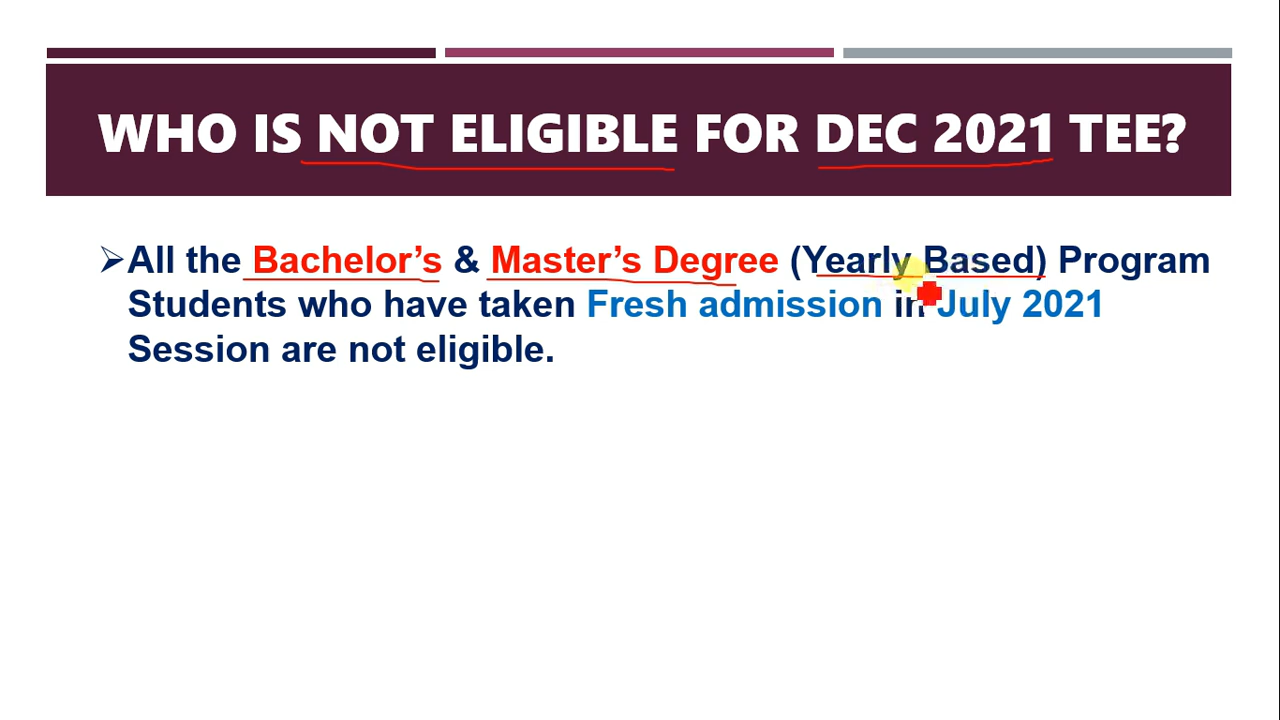 WHO IS NOT ELIGIBLE FOR DEC 2021 TEE?
All the Bachelor’s & Master’s Degree (Yearly Based) Program
Students who have taken Fresh admission in July 2021
Session are not eligible.